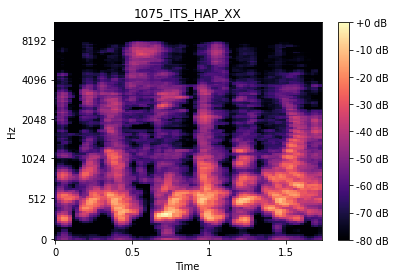 1075_ITS_HAP_XX
8192
4096
2048
1024
512
0
Hz
0
0.5
1
1.5
Time
+0 dB
-10 dB
-20 dB
-30 dB
-40 dB
-50 dB
-60 dB
-70 dB
-80 dB